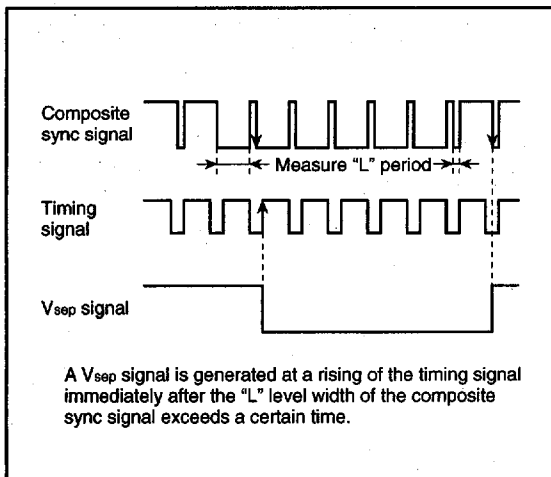 Composite
sync signal
Measure “L” period
Timing
signal
Vsep signal
A Vsep signal is generated at a rising of the timing signal
immediately after the “L” level width of the composite
sync signal exceeds a certain time.